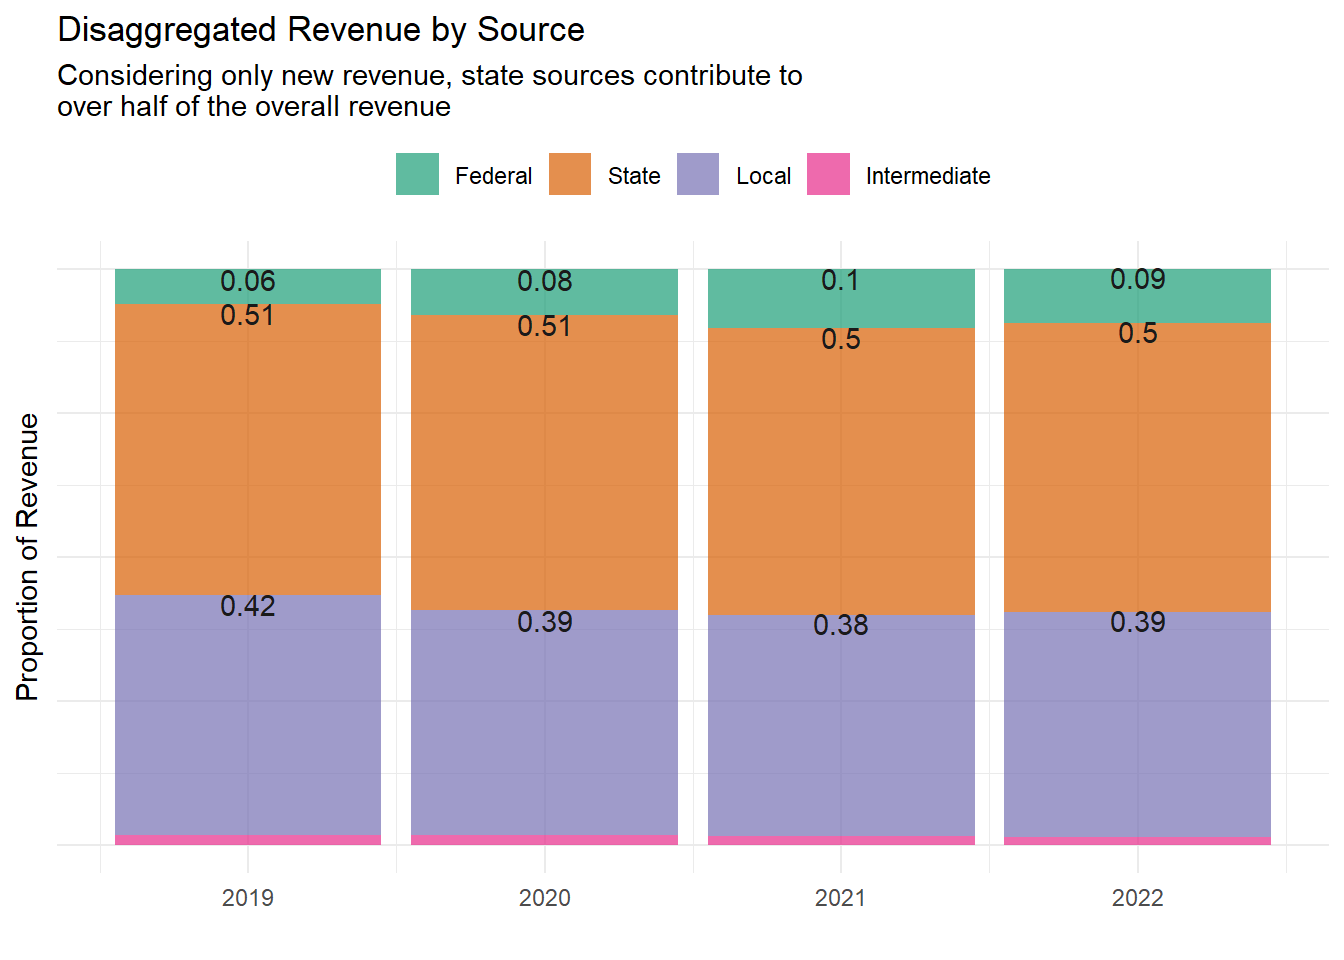 Disaggregated Revenue by Source
Considering only new revenue, state sources contribute to
over half of the overall revenue
Federal State Local Intermediate
Proportion of Revenue
0.06 0.08 0.1 0.09
0.51 0.51 0.5 0.5
0.42 0.39 0.38 0.39
2019 2020 2021 2022